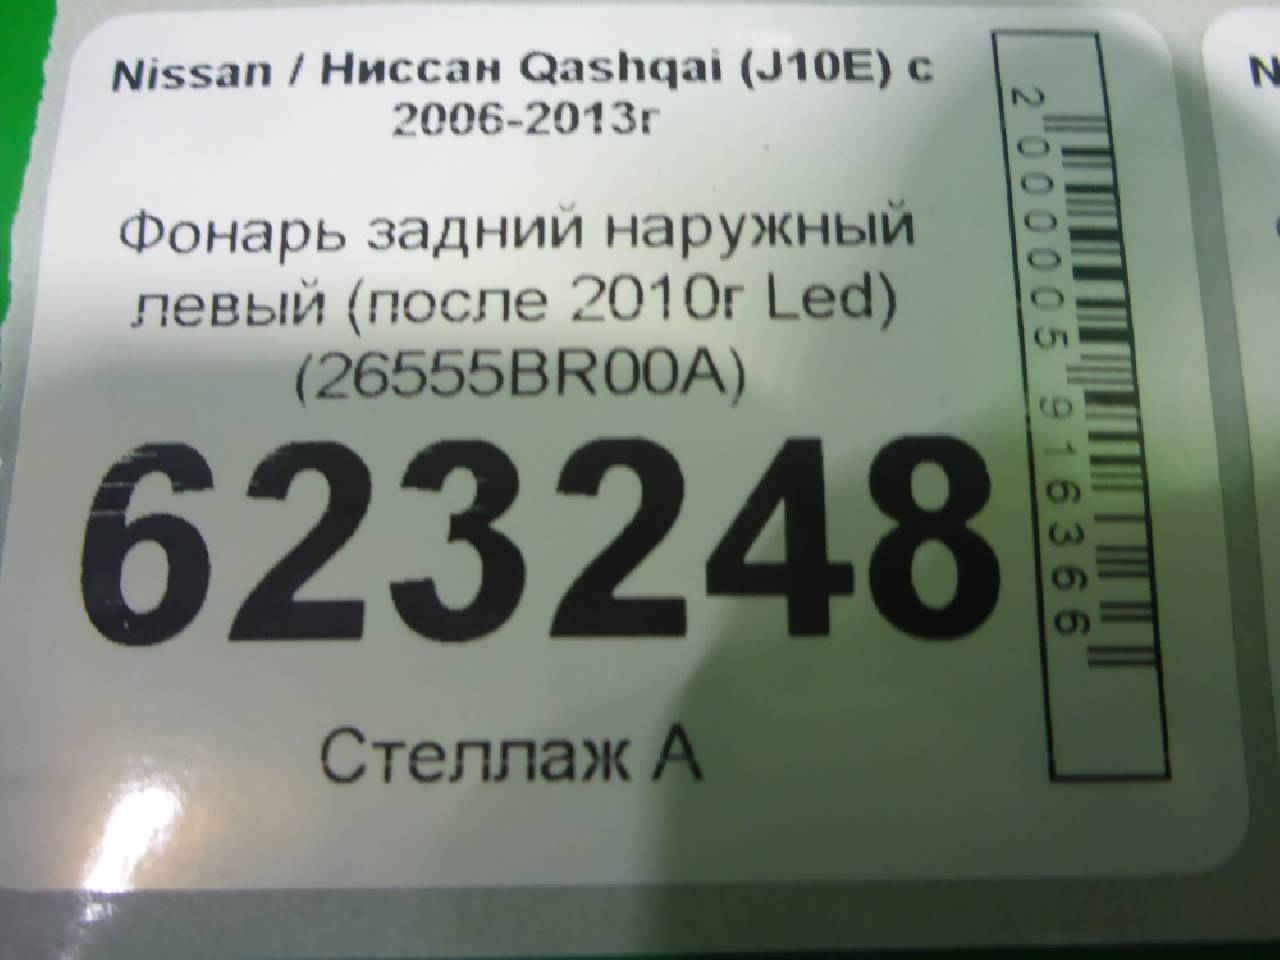 Nissan / Ниссан Qashqai (J10E) с
2006-2013г
Фонарь задний наружный
левый (после 2010г Led)
(26555BR00A)
623248
Стеллаж А
2000005916366
N